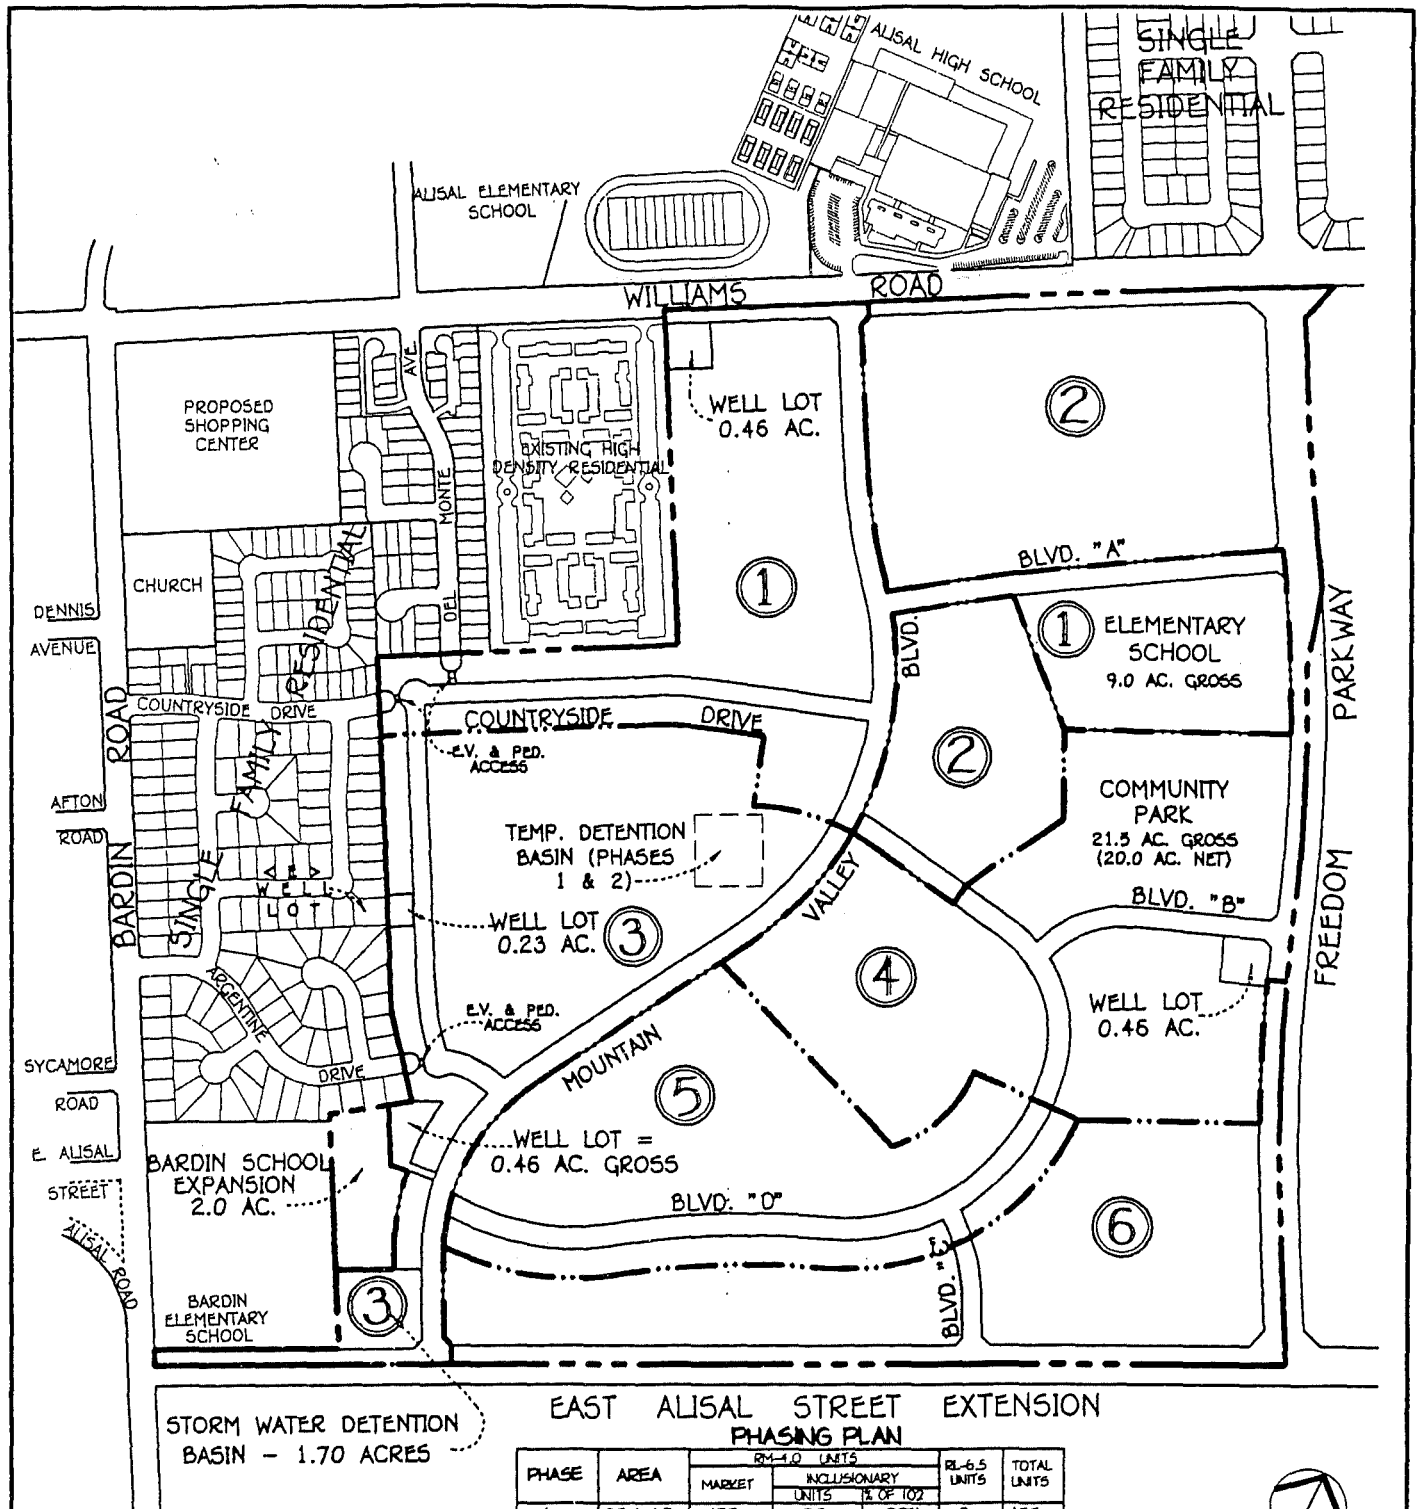 ALISAL HIGH SCHOOL
SINGLE
FAMILY
RESIDENTIAL
ALISAL ELEMENTARY
SCHOOL
WILLIAMS ROAD
PROPOSED
SHOPPING
CENTER
AVE.
MONTE
DEL
EXISTING HIGH
DENSITY RESIDENTIAL
WELL LOT
0.46 AC.
2
BLVD. "A"
1
CHURCH
DENNIS
AVENUE
1
ELEMENTARY
SCHOOL
9.0 AC. GROSS
BLVD.
PARKWAY
FREEDOM
COUNTRYSIDE DRIVE
COUNTRYSIDE DRIVE
E.V. & PED.
ACCESS
2
SINGLE FAMILY RESIDENTIAL
BARDIN ROAD
AFTON
ROAD
COMMUNITY
PARK
21.5 AC. GROSS
(20.0 AC. NET)
TEMP. DETENTION
BASIN (PHASES
1 & 2)
VALLEY
BLVD. "B"
WELL
LOT
WELL LOT
0.23 AC.
3
4
ARGENTINE
DRIVE
E.V. & PED.
ACCESS
WELL LOT
0.46 AC.
MOUNTAIN
5
SYCAMORE
ROAD
E. ALISAL
STREET
ALISAL ROAD
WELL LOT =
0.46 AC. GROSS
BARDIN SCHOOL
EXPANSION
2.0 AC.
BLVD. "D"
6
BLVD. "E"
3
BARDIN
ELEMENTARY
SCHOOL
EAST ALISAL STREET EXTENSION
STORM WATER DETENTION
BASIN - 1.70 ACRES
PHASING PLAN
PHASE AREA RM-4.0 UNITS RL-6.5 UNITS TOTAL UNITS
MARKET INCLUSIONARY
UNITS % OF 102